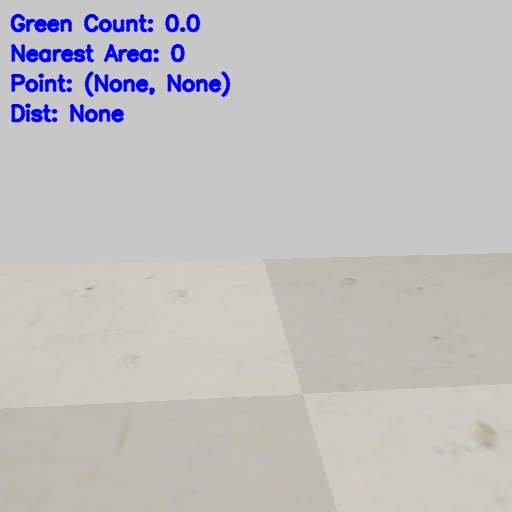 Green Count: 0.0
Nearest Area: 0
Point: (None, None)
Dist: None